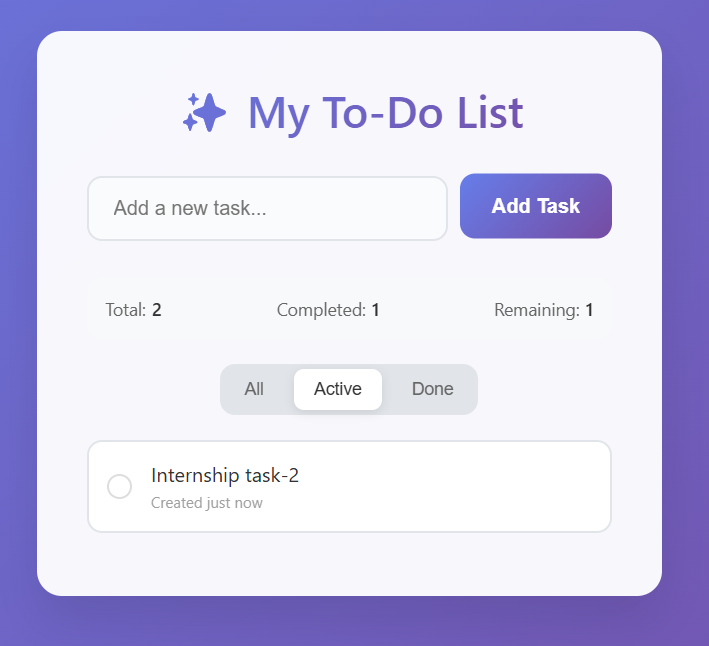 My To-Do List
Add a new task...
Add Task
Total: 2
Completed: 1
Remaining: 1
All
Active
Done
Internship task-2
Created just now